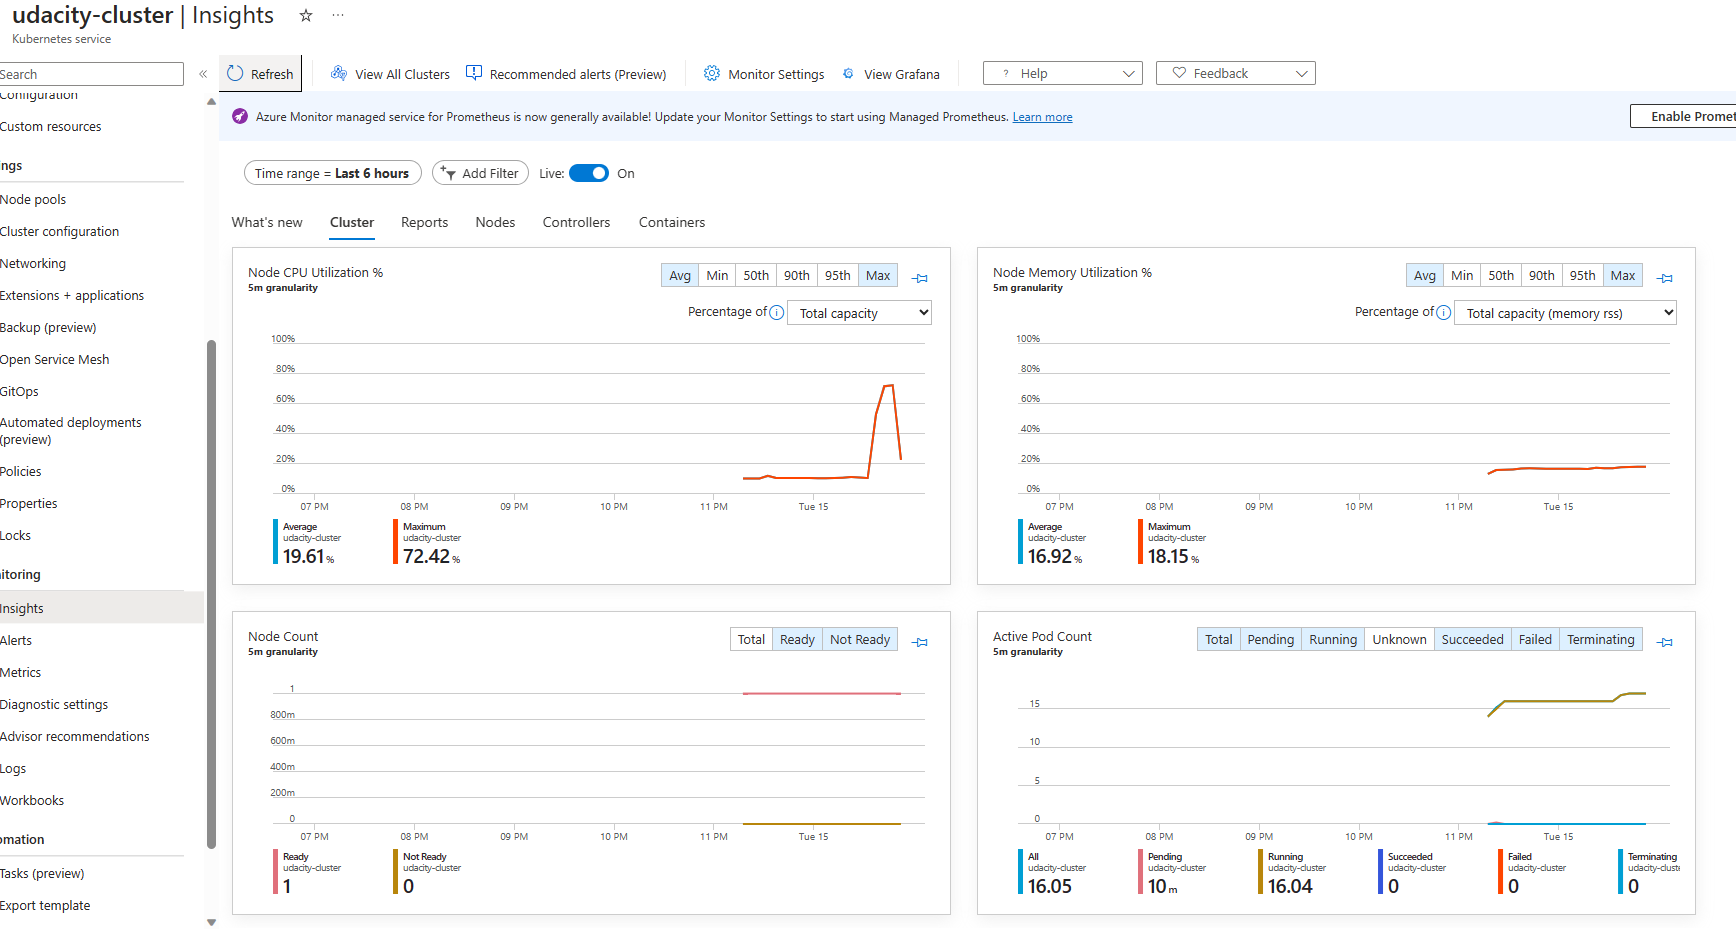 udacity-cluster | Insights
Kubernetes service
Search
Refresh
View All Clusters
Recommended alerts (Preview)
Monitor Settings
View Grafana
? Help
Feedback
Configuration
Custom resources
ngs
Node pools
Cluster configuration
Networking
Extensions + applications
Backup (preview)
Open Service Mesh
GitOps
Automated deployments
(preview)
Policies
Properties
Locks
itoring
Insights
Alerts
Metrics
Diagnostic settings
Advisor recommendations
Logs
Workbooks
omation
Tasks (preview)
Export template
Azure Monitor managed service for Prometheus is now generally available! Update your Monitor Settings to start using Managed Prometheus. Learn more
Enable Promet
Time range = Last 6 hours
Add Filter
Live: On
What's new
Cluster
Reports
Nodes
Controllers
Containers
Node CPU Utilization %
5m granularity
Avg Min 50th 90th 95th Max
Percentage of Total capacity
100%
80%
60%
40%
20%
0%
07 PM 08 PM 09 PM 10 PM 11 PM Tue 15
Average
udacity-cluster
19.61 %
Maximum
udacity-cluster
72.42 %
Node Memory Utilization %
5m granularity
Avg Min 50th 90th 95th Max
Percentage of Total capacity (memory rss)
100%
80%
60%
40%
20%
0%
07 PM 08 PM 09 PM 10 PM 11 PM Tue 15
Average
udacity-cluster
16.92 %
Maximum
udacity-cluster
18.15 %
Node Count
5m granularity
Total Ready Not Ready
1
800m
600m
400m
200m
0
07 PM 08 PM 09 PM 10 PM 11 PM Tue 15
Ready
udacity-cluster
1
Not Ready
udacity-cluster
0
Active Pod Count
5m granularity
Total Pending Running Unknown Succeeded Failed Terminating
15
10
5
0
07 PM 08 PM 09 PM 10 PM 11 PM Tue 15
All
udacity-cluster
16.05
Pending
udacity-cluster
10 m
Running
udacity-cluster
16.04
Succeeded
udacity-cluster
0
Failed
udacity-cluster
0
Terminating
udacity-cluste
0